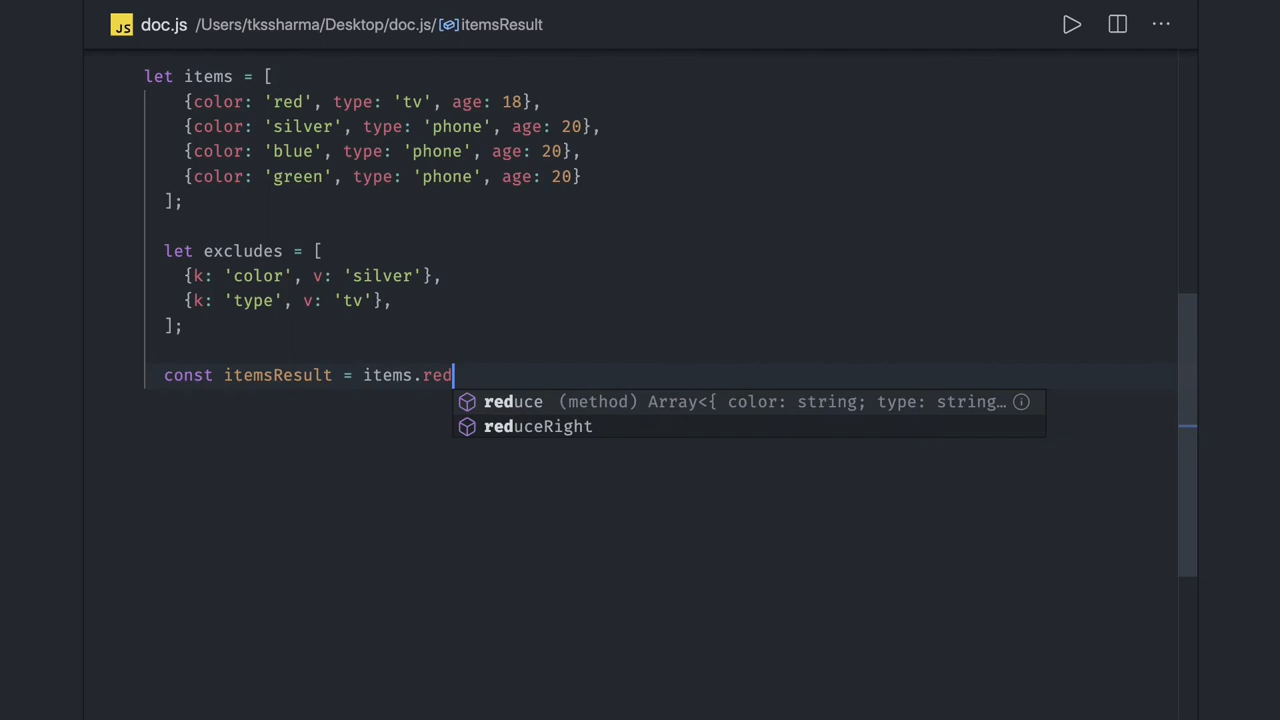 JS doc.js /Users/tkssharma/Desktop/doc.js/itemsResult
let items = [
{color: 'red', type: 'tv', age: 18},
{color: 'silver', type: 'phone', age: 20},
{color: 'blue', type: 'phone', age: 20},
{color: 'green', type: 'phone', age: 20}
];
let excludes = [
{k: 'color', v: 'silver'},
{k: 'type', v: 'tv'},
];
const itemsResult = items.red
reduce (method) Array<{ color: string; type: string…
reduceRight